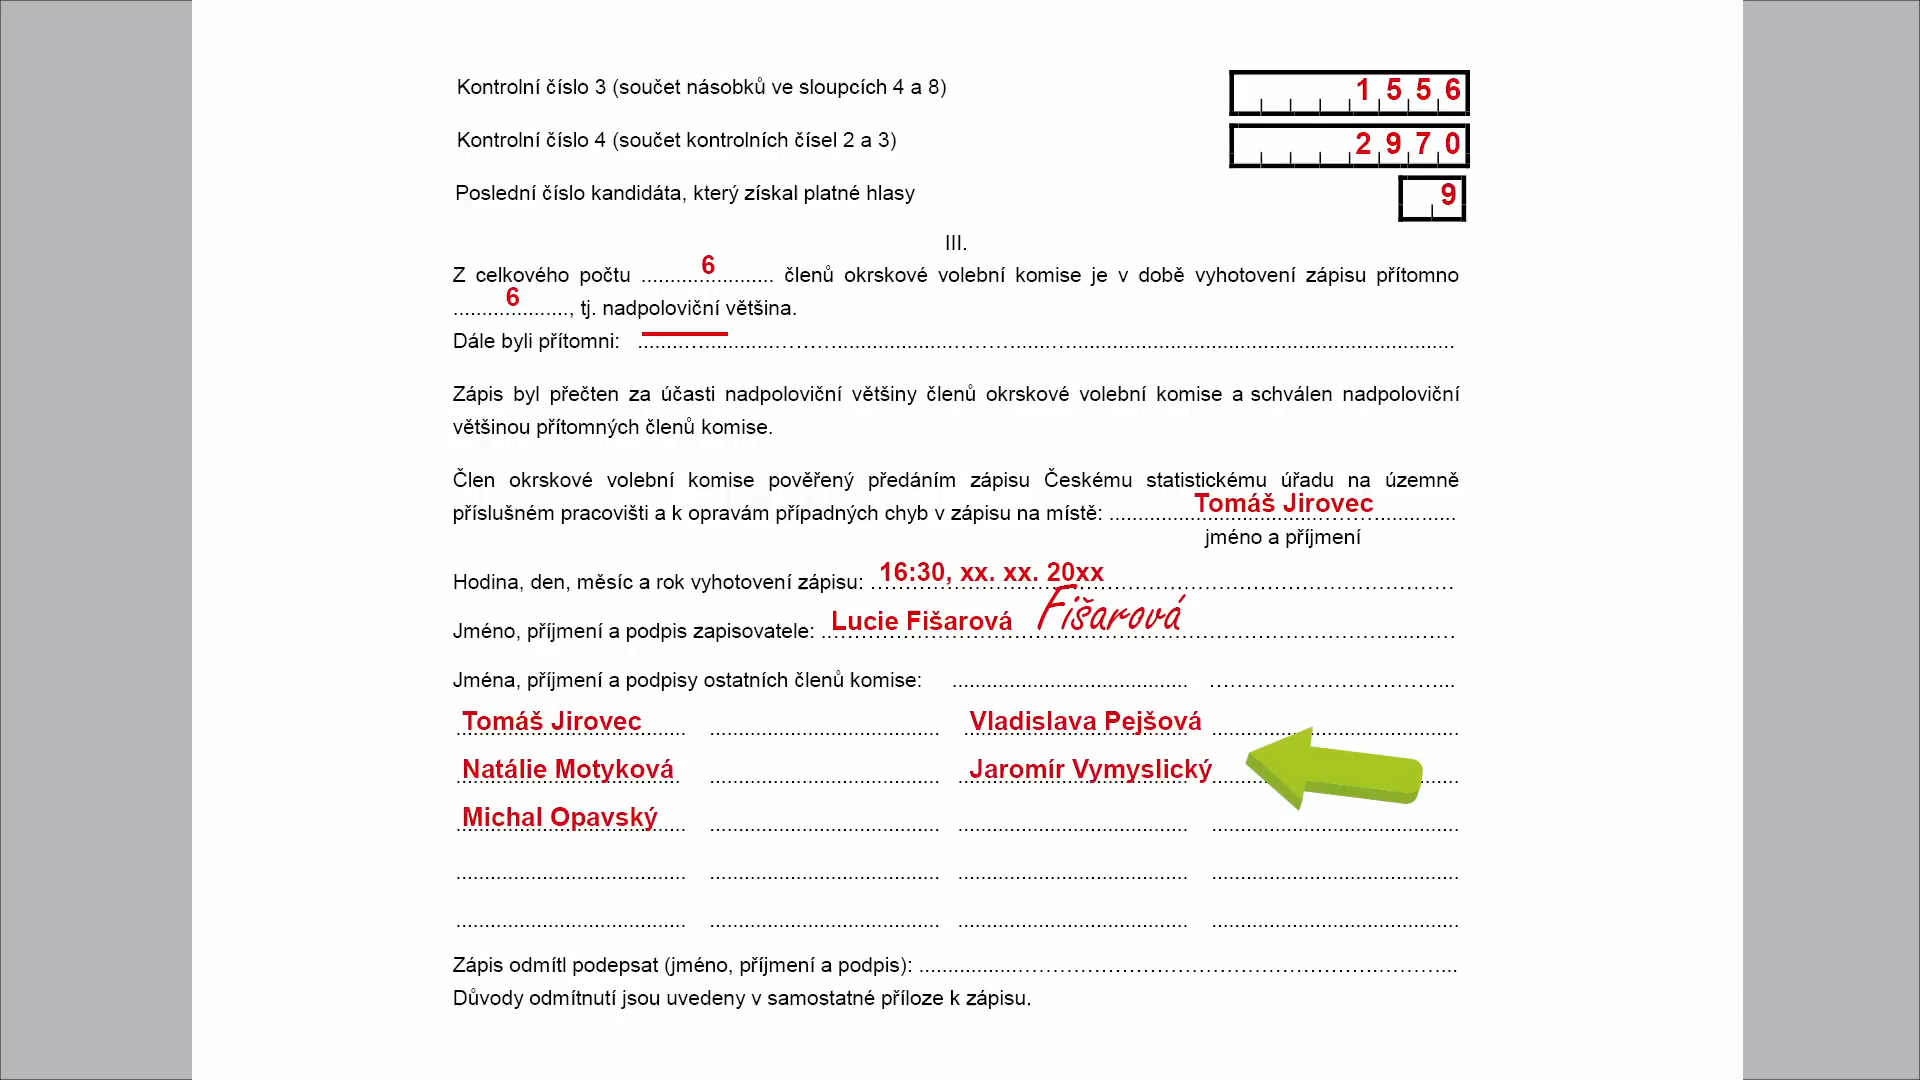 Kontrolní číslo 3 (součet násobků ve sloupcích 4 a 8) 1556
Kontrolní číslo 4 (součet kontrolních čísel 2 a 3) 2970
Poslední číslo kandidáta, který získal platné hlasy 9
III.
Z celkového počtu ......6...... členů okrskové volební komise je v době vyhotovení zápisu přítomno
......6......, tj. nadpoloviční většina.
Dále byli přítomni: ......
Zápis byl přečten za účasti nadpoloviční většiny členů okrskové volební komise a schválen nadpoloviční
většinou přítomných členů komise.
Člen okrskové volební komise pověřený předáním zápisu Českému statistickému úřadu na územně
příslušném pracovišti a k opravám případných chyb v zápisu na místě: Tomáš Jirovec
jméno a příjmení
Hodina, den, měsíc a rok vyhotovení zápisu: 16:30, xx. xx. 20xx
Jméno, příjmení a podpis zapisovatele: Lucie Fišarová Fišarová
Jména, příjmení a podpisy ostatních členů komise: ......
Tomáš Jirovec Vladislava Pejšová
Natálie Motyková Jaromír Vymyslický
Michal Opavský
Zápis odmítl podepsat (jméno, příjmení a podpis): ......
Důvody odmítnutí jsou uvedeny v samostatné příloze k zápisu.